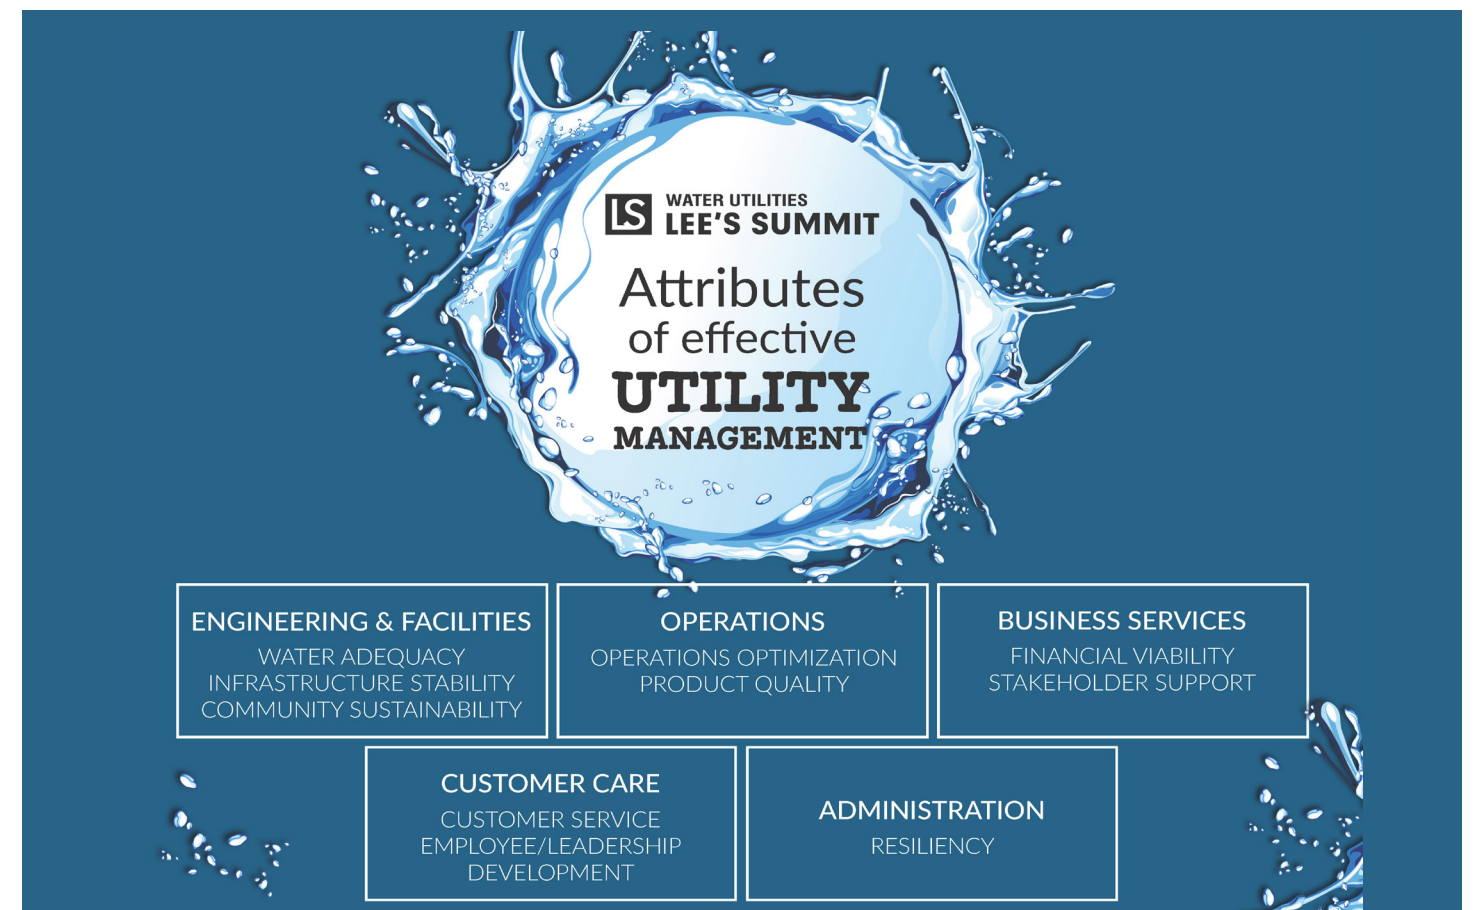 LS WATER UTILITIES
LEE'S SUMMIT
Attributes
of effective
UTILITY
MANAGEMENT
ENGINEERING & FACILITIES
WATER ADEQUACY
INFRASTRUCTURE STABILITY
COMMUNITY SUSTAINABILITY
OPERATIONS
OPERATIONS OPTIMIZATION
PRODUCT QUALITY
BUSINESS SERVICES
FINANCIAL VIABILITY
STAKEHOLDER SUPPORT
CUSTOMER CARE
CUSTOMER SERVICE
EMPLOYEE/LEADERSHIP
DEVELOPMENT
ADMINISTRATION
RESILIENCY